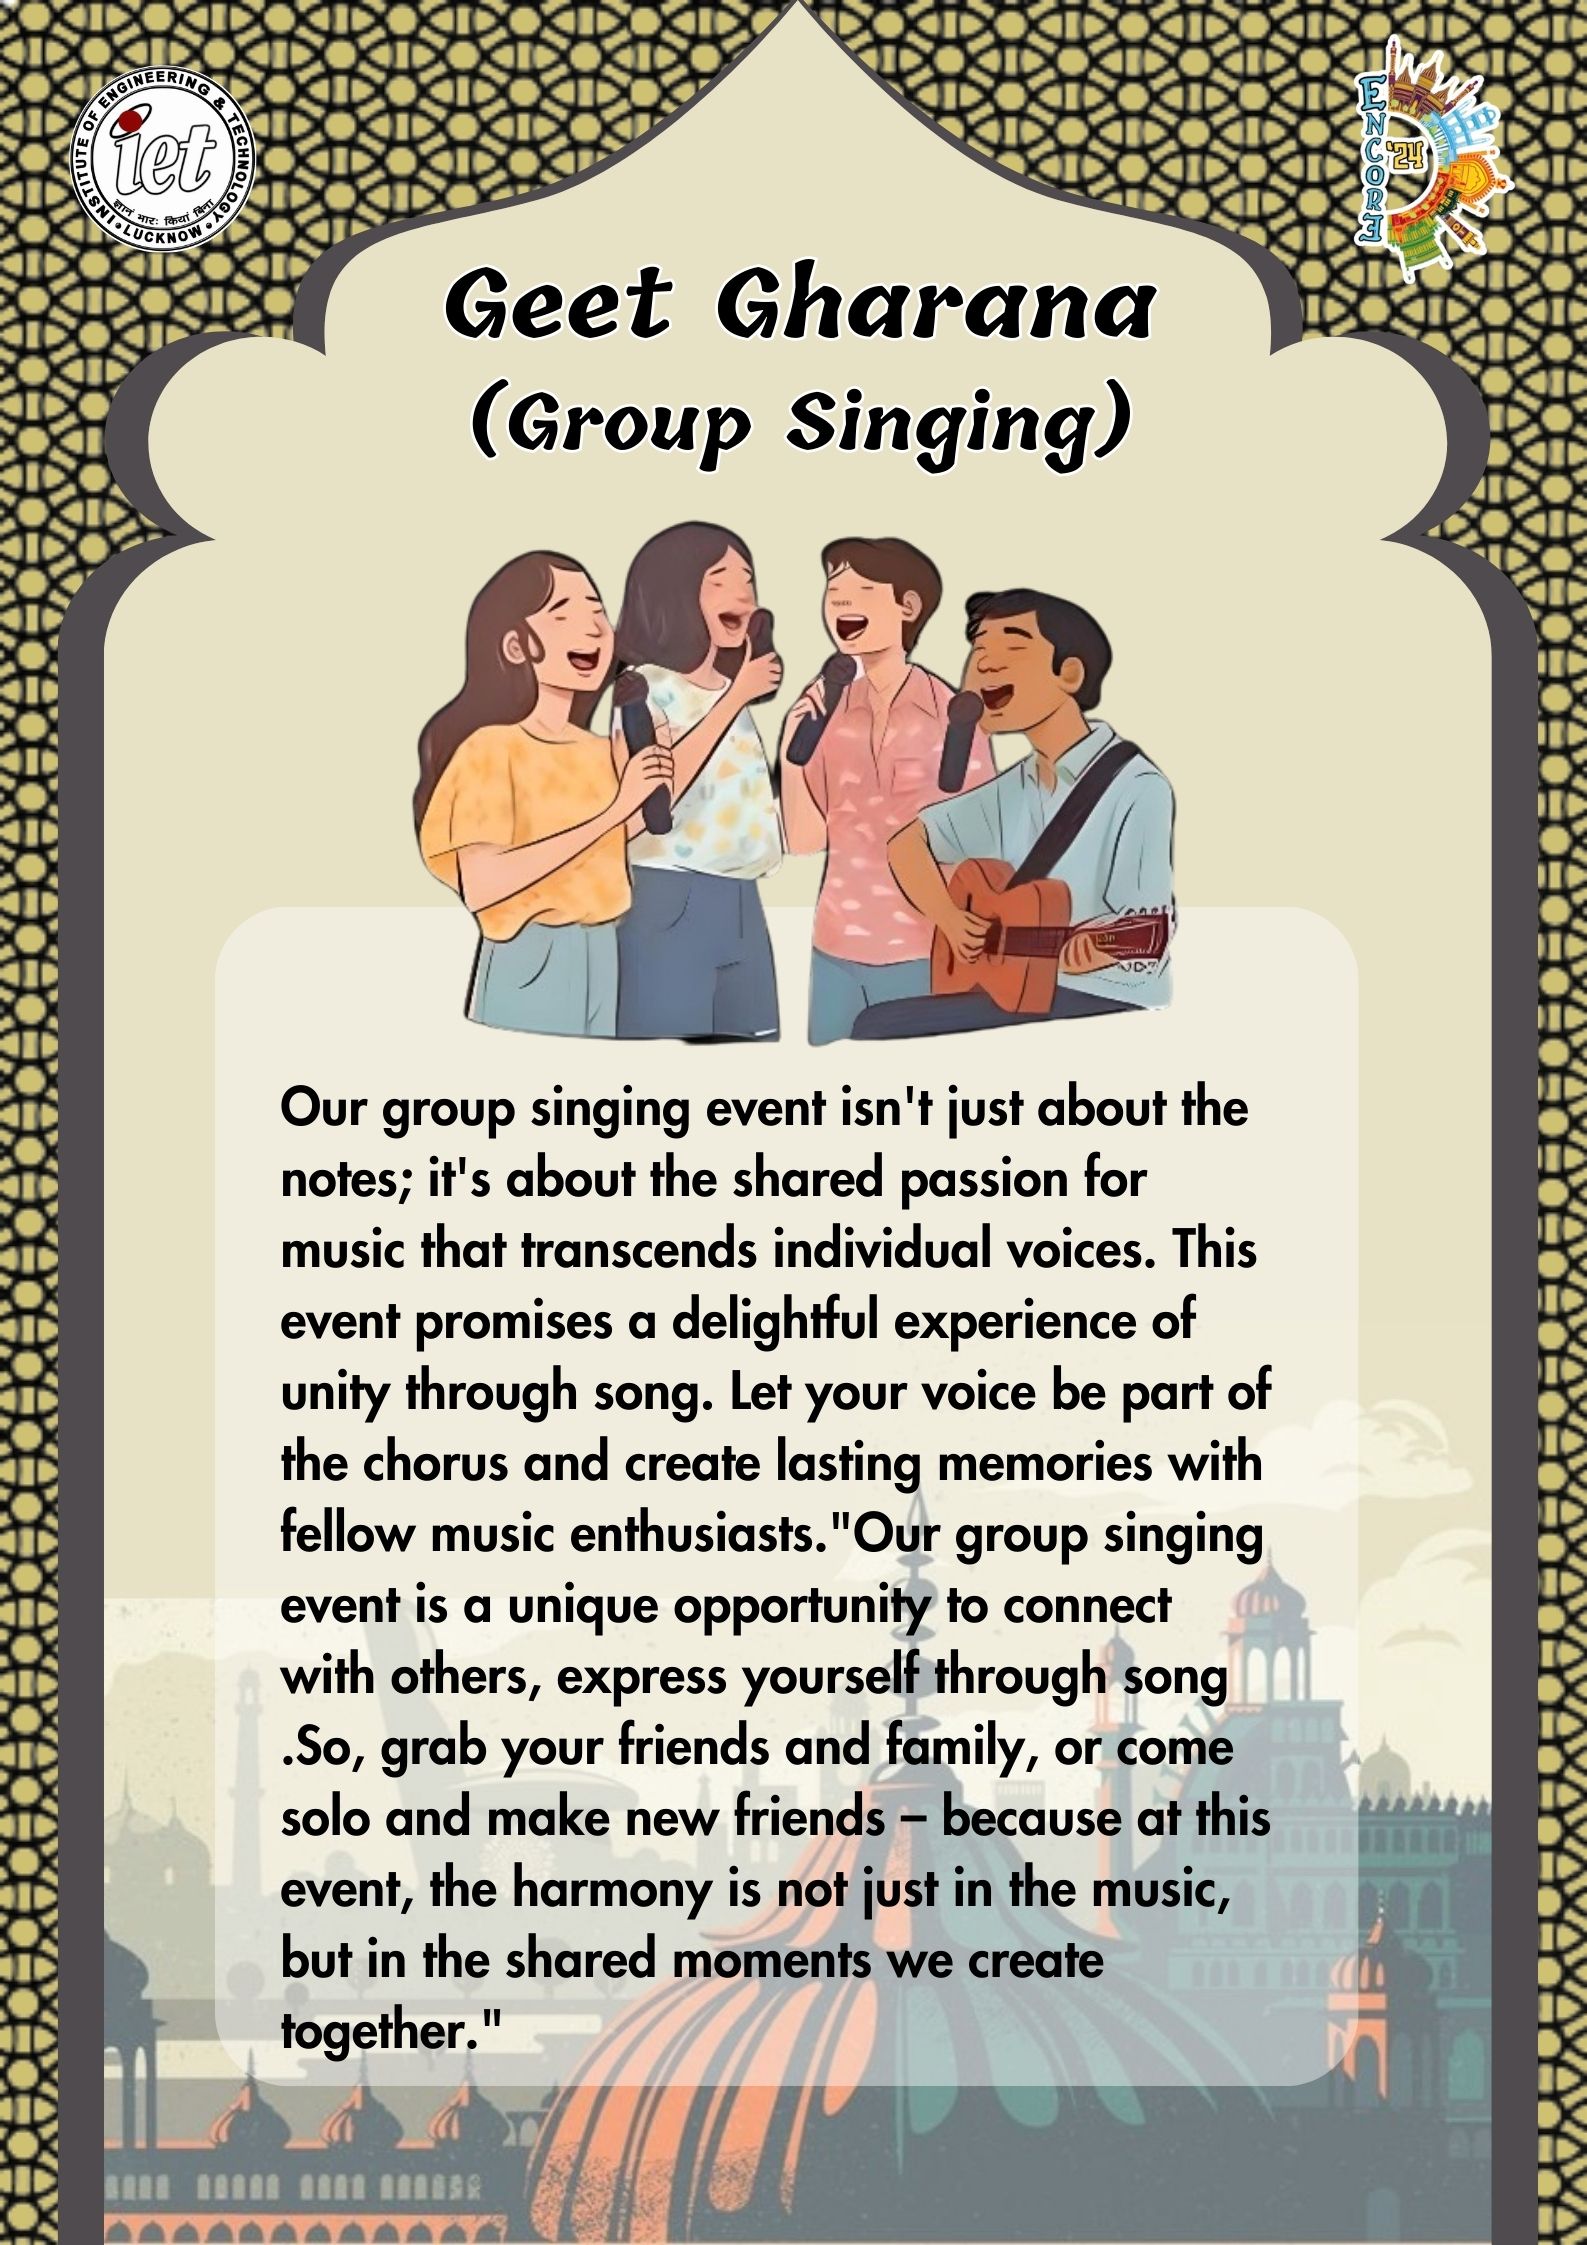 INSTITUTE OF ENGINEERING & TECHNOLOGY
iet
LUCKNOW
ENCORE
'24
Geet Gharana
(Group Singing)
Our group singing event isn't just about the
notes; it's about the shared passion for
music that transcends individual voices. This
event promises a delightful experience of
unity through song. Let your voice be part of
the chorus and create lasting memories with
fellow music enthusiasts."Our group singing
event is a unique opportunity to connect
with others, express yourself through song
.So, grab your friends and family, or come
solo and make new friends – because at this
event, the harmony is not just in the music,
but in the shared moments we create
together."